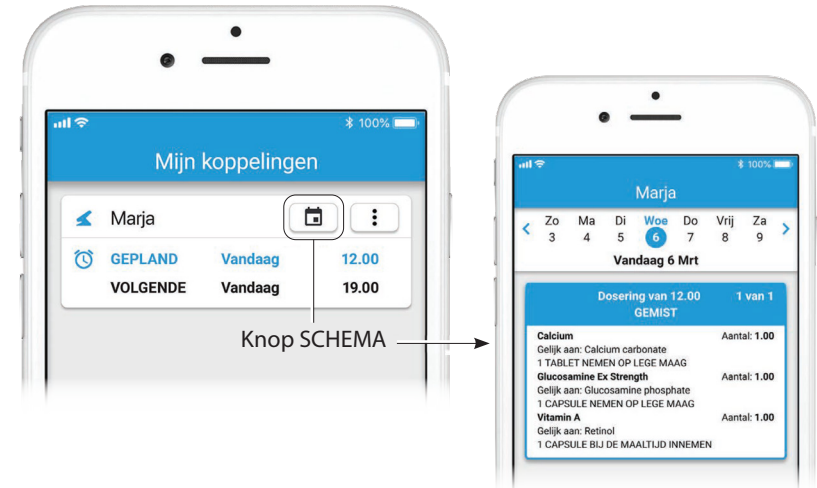 100%
Mijn koppelingen
Marja
GEPLAND Vandaag 12.00
VOLGENDE Vandaag 19.00
Knop SCHEMA
100%
Marja
Zo Ma Di Woe Do Vrij Za
3 4 5 6 7 8 9
Vandaag 6 Mrt
Dosering van 12.00 1 van 1
GEMIST
Calcium Aantal: 1.00
Gelijk aan: Calcium carbonate
1 TABLET NEMEN OP LEGE MAAG
Glucosamine Ex Strength Aantal: 1.00
Gelijk aan: Glucosamine phosphate
1 CAPSULE NEMEN OP LEGE MAAG
Vitamin A Aantal: 1.00
Gelijk aan: Retinol
1 CAPSULE BIJ DE MAALTIJD INNEMEN